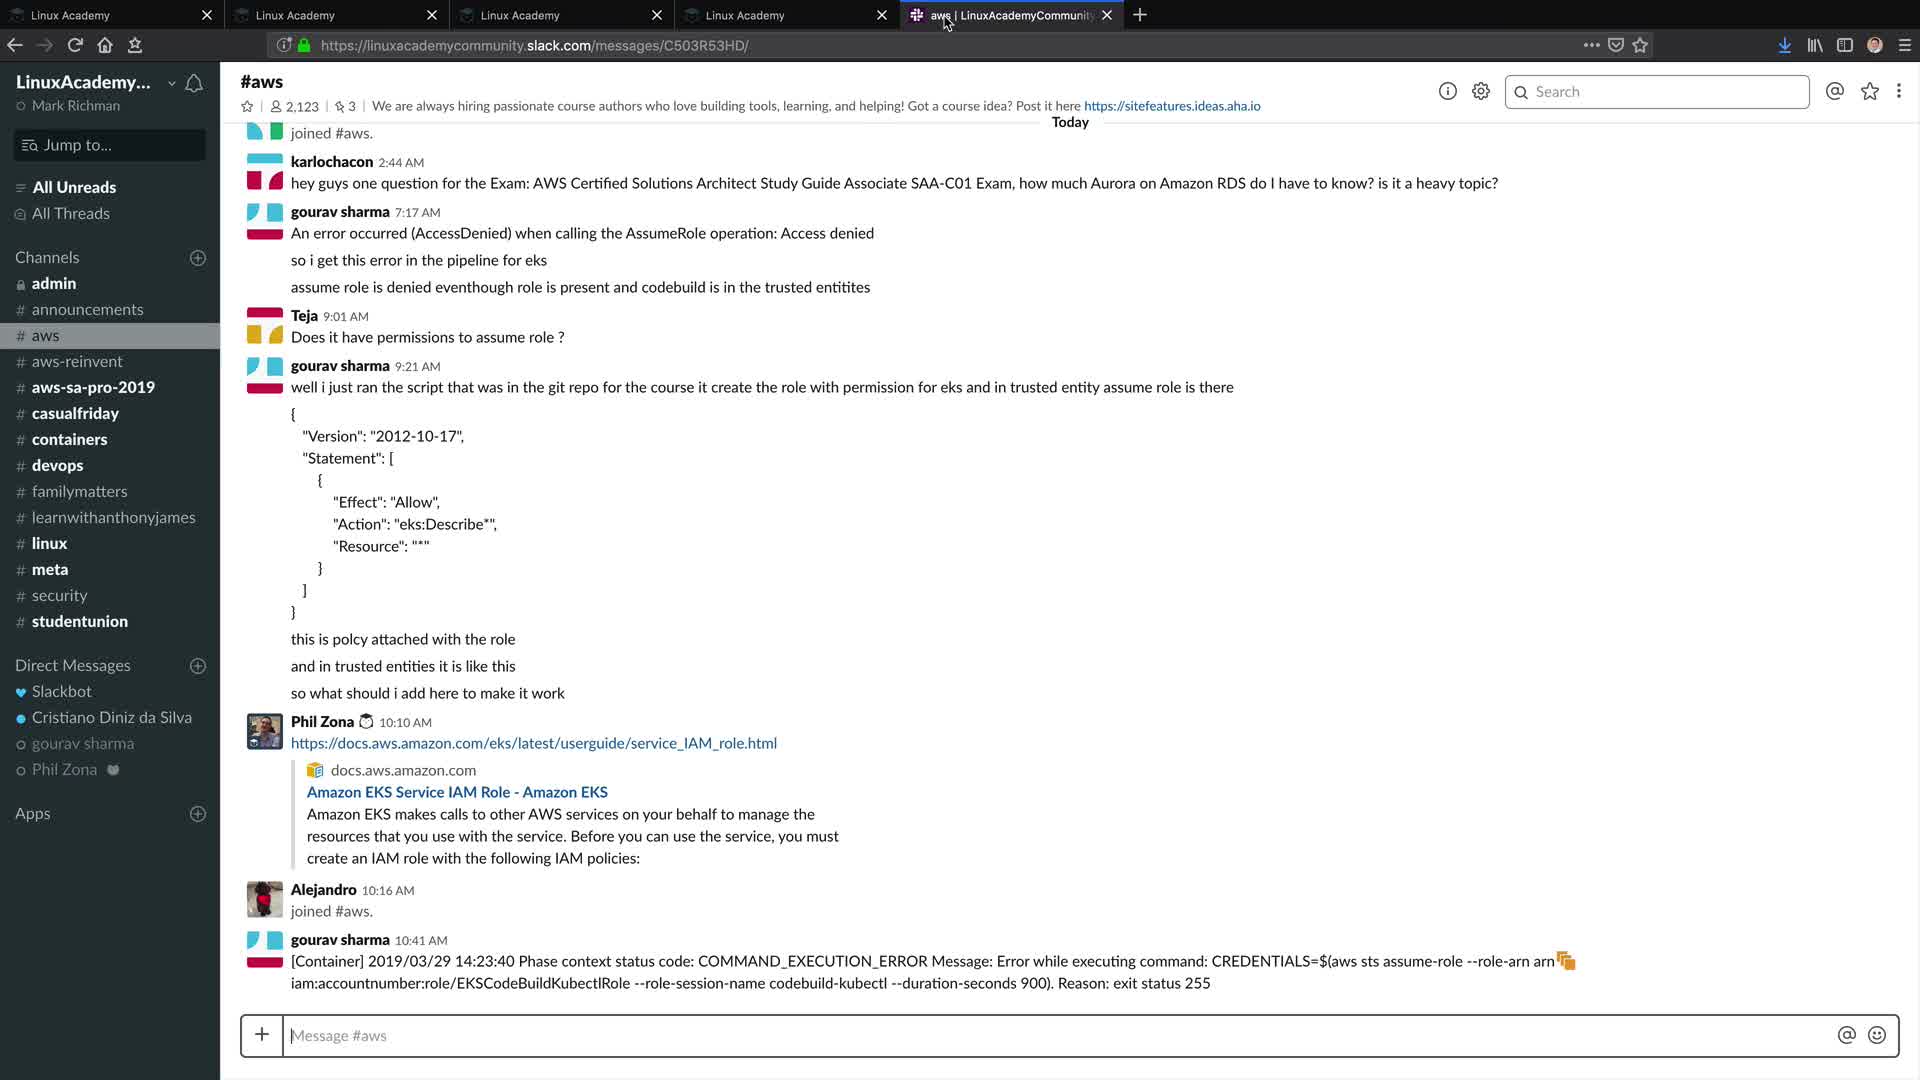 Linux Academy
Linux Academy
Linux Academy
Linux Academy
aws | LinuxAcademyCommunity
https://linuxacademycommunity.slack.com/messages/C503R53HD/
LinuxAcademy...
Mark Richman
Jump to...
All Unreads
All Threads
Channels
admin
# announcements
# aws
# aws-reinvent
# aws-sa-pro-2019
# casualfriday
# containers
# devops
# familymatters
# learnwithanthonyjames
# linux
# meta
# security
# studentunion
Direct Messages
Slackbot
Cristiano Diniz da Silva
gourav sharma
Phil Zona
Apps
#aws
2,123 | 3 | We are always hiring passionate course authors who love building tools, learning, and helping! Got a course idea? Post it here https://sitefeatures.ideas.aha.io
Search
Today
joined #aws.
karlochacon 2:44 AM
hey guys one question for the Exam: AWS Certified Solutions Architect Study Guide Associate SAA-C01 Exam, how much Aurora on Amazon RDS do I have to know? is it a heavy topic?
gourav sharma 7:17 AM
An error occurred (AccessDenied) when calling the AssumeRole operation: Access denied
so i get this error in the pipeline for eks
assume role is denied eventhough role is present and codebuild is in the trusted entitites
Teja 9:01 AM
Does it have permissions to assume role ?
gourav sharma 9:21 AM
well i just ran the script that was in the git repo for the course it create the role with permission for eks and in trusted entity assume role is there
{
"Version": "2012-10-17",
"Statement": [
{
"Effect": "Allow",
"Action": "eks:Describe*",
"Resource": "*"
}
]
}
this is polcy attached with the role
and in trusted entities it is like this
so what should i add here to make it work
Phil Zona 10:10 AM
https://docs.aws.amazon.com/eks/latest/userguide/service_IAM_role.html
docs.aws.amazon.com
Amazon EKS Service IAM Role - Amazon EKS
Amazon EKS makes calls to other AWS services on your behalf to manage the
resources that you use with the service. Before you can use the service, you must
create an IAM role with the following IAM policies:
Alejandro 10:16 AM
joined #aws.
gourav sharma 10:41 AM
[Container] 2019/03/29 14:23:40 Phase context status code: COMMAND_EXECUTION_ERROR Message: Error while executing command: CREDENTIALS=$(aws sts assume-role --role-arn arn
iam:accountnumber:role/EKSCodeBuildKubectlRole --role-session-name codebuild-kubectl --duration-seconds 900). Reason: exit status 255
Message #aws